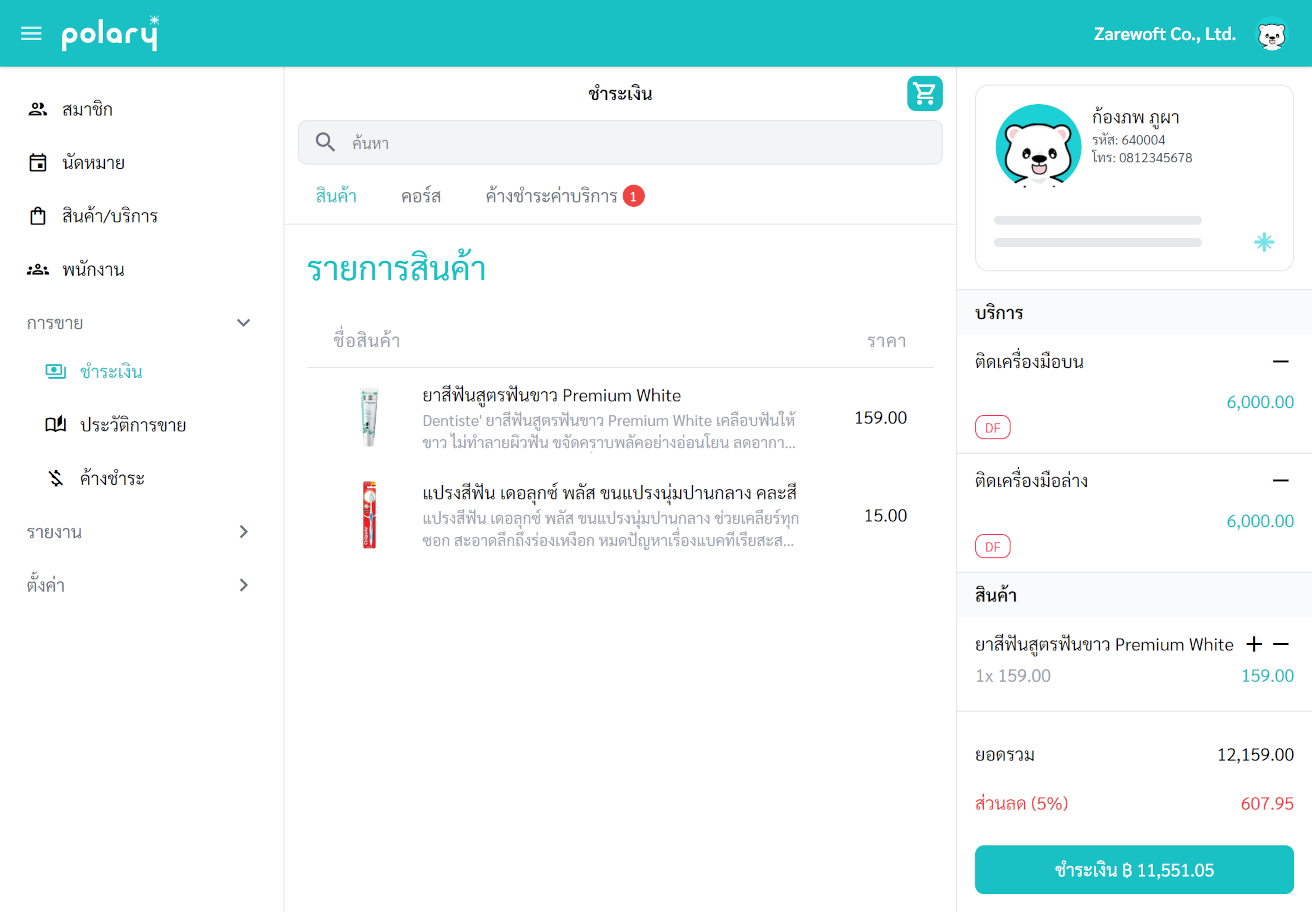 polary
Zarewoft Co., Ltd.
สมาชิก
นัดหมาย
สินค้า/บริการ
พนักงาน
การขาย
ชำระเงิน
ประวัติการขาย
ค้างชำระ
รายงาน
ตั้งค่า
ชำระเงิน
ค้นหา
สินค้า
คอร์ส
ค้างชำระค่าบริการ 1
รายการสินค้า
ชื่อสินค้า
ราคา
ยาสีฟันสูตรฟันขาว Premium White
Dentiste' ยาสีฟันสูตรฟันขาว Premium White เคลือบฟันให้
ขาว ไม่ทำลายผิวฟัน ขจัดคราบพลัคอย่างอ่อนโยน ลดอากา...
159.00
แปรงสีฟัน เดอลุกซ์ พลัส ขนแปรงนุ่มปานกลาง คละสี
แปรงสีฟัน เดอลุกซ์ พลัส ขนแปรงนุ่มปานกลาง ช่วยเคลียร์ทุก
ซอก สะอาดลึกถึงร่องเหงือก หมดปัญหาเรื่องแบคทีเรียสะส...
15.00
ก้องภพ ภูผา
รหัส: 640004
โทร: 0812345678
บริการ
ติดเครื่องมือบน
6,000.00
DF
ติดเครื่องมือล่าง
6,000.00
DF
สินค้า
ยาสีฟันสูตรฟันขาว Premium White
1x 159.00
159.00
ยอดรวม
12,159.00
ส่วนลด (5%)
607.95
ชำระเงิน ฿ 11,551.05